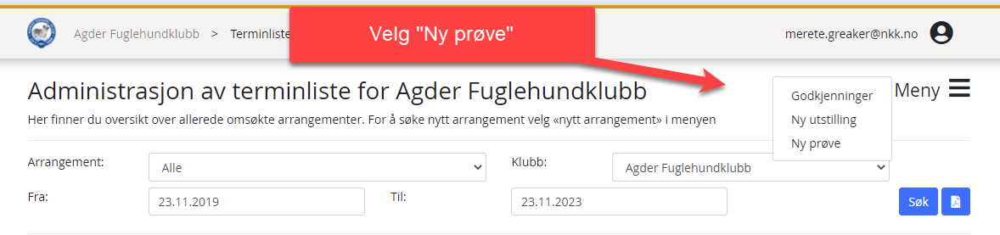 Agder Fuglehundklubb > Terminliste
Velg "Ny prøve"
merete.greaker@nkk.no
Administrasjon av terminliste for Agder Fuglehundklubb
Meny
Her finner du oversikt over allerede omsøkte arrangementer. For å søke nytt arrangement velg «nytt arrangement» i menyen
Godkjenninger
Ny utstilling
Ny prøve
Arrangement: Alle Klubb: Agder Fuglehundklubb
Fra: 23.11.2019 Til: 23.11.2023 Søk